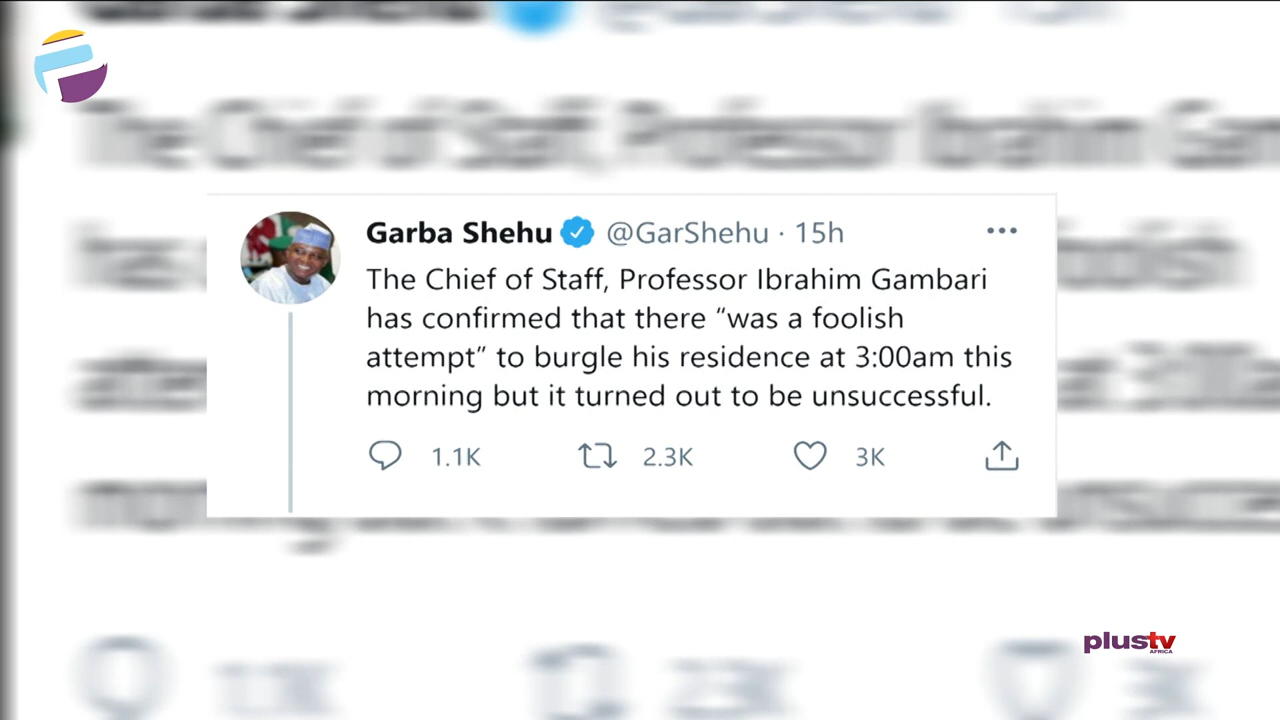 Garba Shehu @GarShehu · 15h
The Chief of Staff, Professor Ibrahim Gambari
has confirmed that there “was a foolish
attempt” to burgle his residence at 3:00am this
morning but it turned out to be unsuccessful.
1.1K 2.3K 3K
plustv
AFRICA